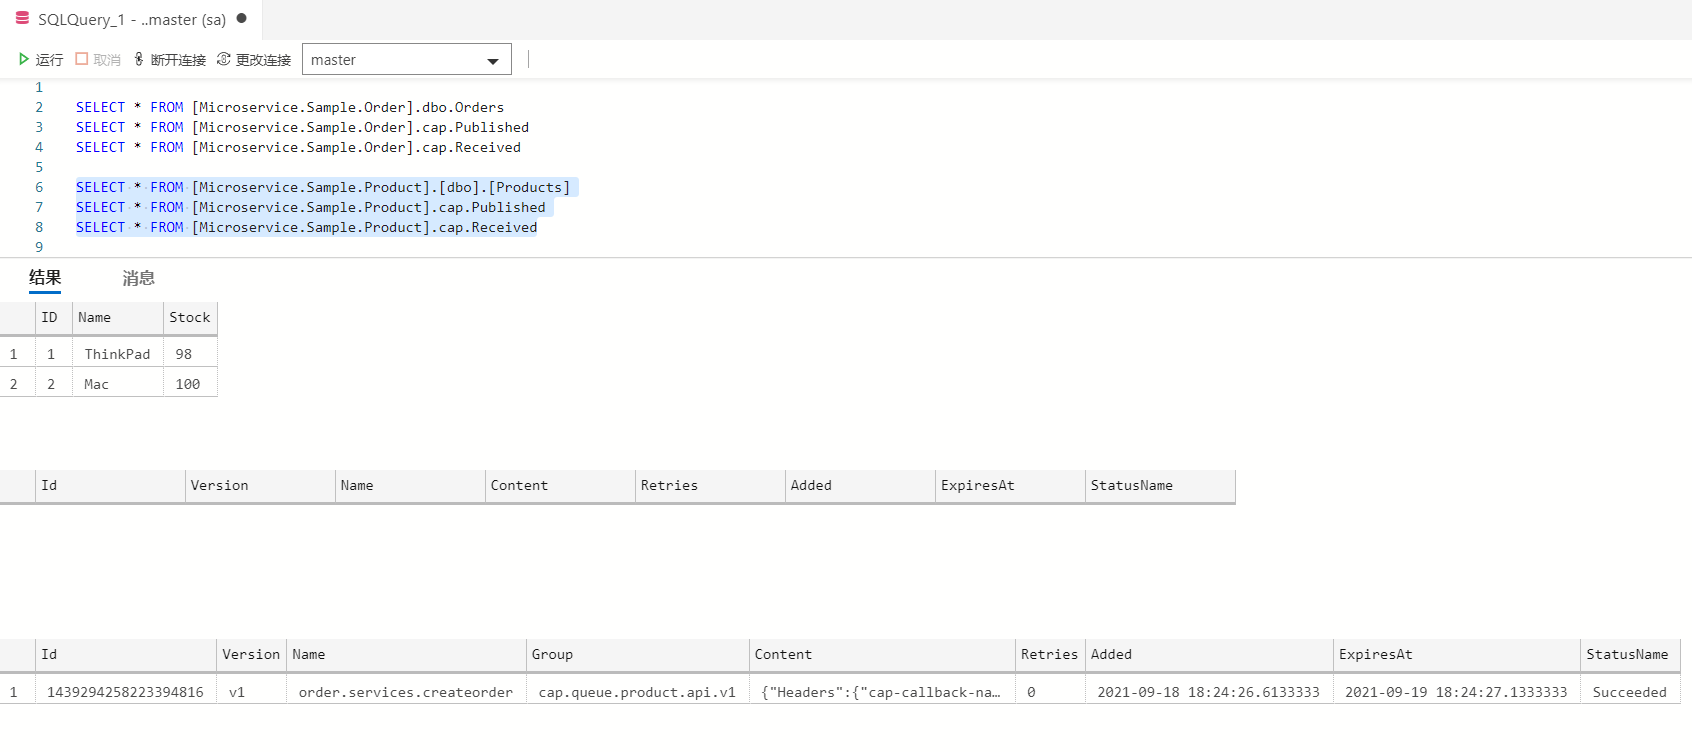 SQLQuery_1 - ..master (sa)
运行 取消 断开连接 更改连接 master
1
2 SELECT * FROM [Microservice.Sample.Order].dbo.Orders
3 SELECT * FROM [Microservice.Sample.Order].cap.Published
4 SELECT * FROM [Microservice.Sample.Order].cap.Received
5
6 SELECT * FROM [Microservice.Sample.Product].[dbo].[Products]
7 SELECT * FROM [Microservice.Sample.Product].cap.Published
8 SELECT * FROM [Microservice.Sample.Product].cap.Received
9
结果 消息
ID Name Stock
1 1 ThinkPad 98
2 2 Mac 100
Id Version Name Content Retries Added ExpiresAt StatusName
Id Version Name Group Content Retries Added ExpiresAt StatusName
1 1439294258223394816 v1 order.services.createorder cap.queue.product.api.v1 {"Headers":{"cap-callback-na… 0 2021-09-18 18:24:26.6133333 2021-09-19 18:24:27.1333333 Succeeded